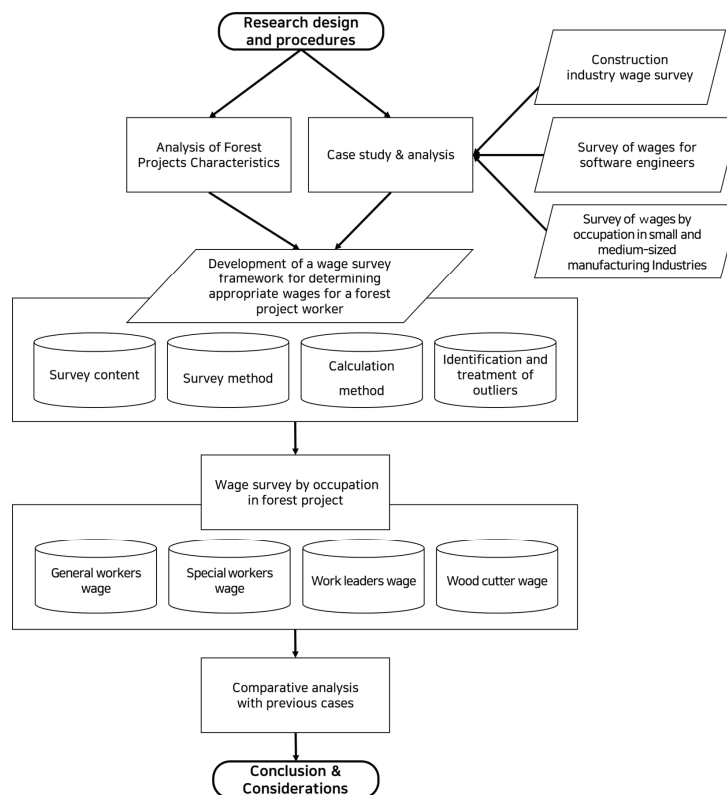 Research design
and procedures
Construction
industry wage survey
Analysis of Forest
Projects Characteristics
Case study & analysis
Survey of wages for
software engineers
Survey of wages by
occupation in small and
medium-sized
manufacturing Industries
Development of a wage survey
framework for determining
appropriate wages for a forest
project worker
Survey content
Survey method
Calculation
method
Identification and
treatment of
outliers
Wage survey by occupation
in forest project
General workers
wage
Special workers
wage
Work leaders wage
Wood cutter wage
Comparative analysis
with previous cases
Conclusion &
Considerations